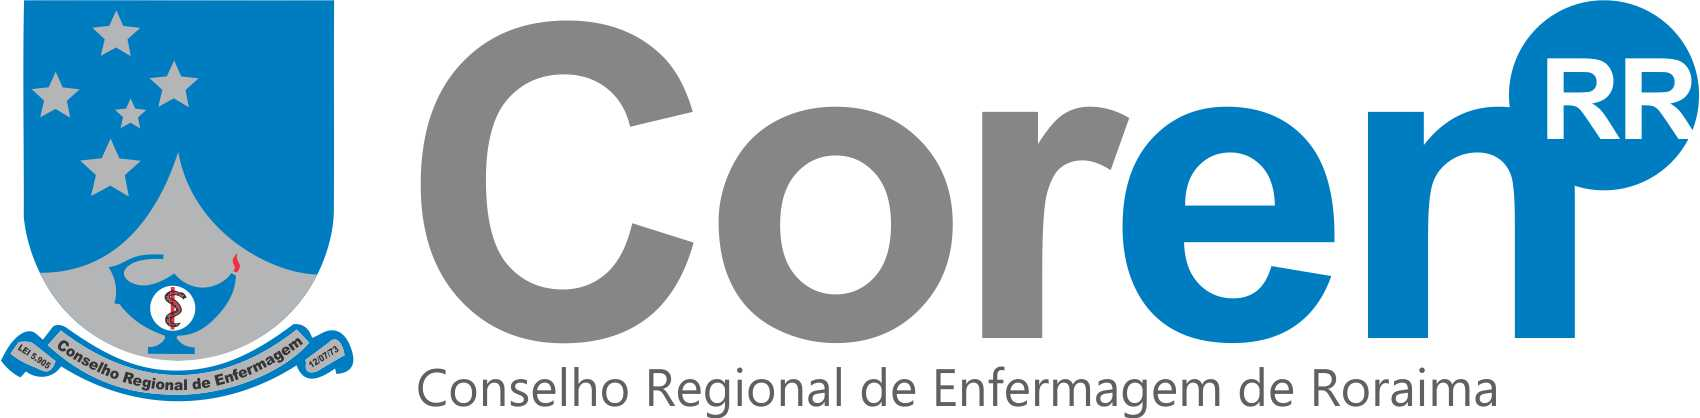 LEI 5.905
Conselho Regional de Enfermagem
12/07/73
Coren
RR
Conselho Regional de Enfermagem de Roraima